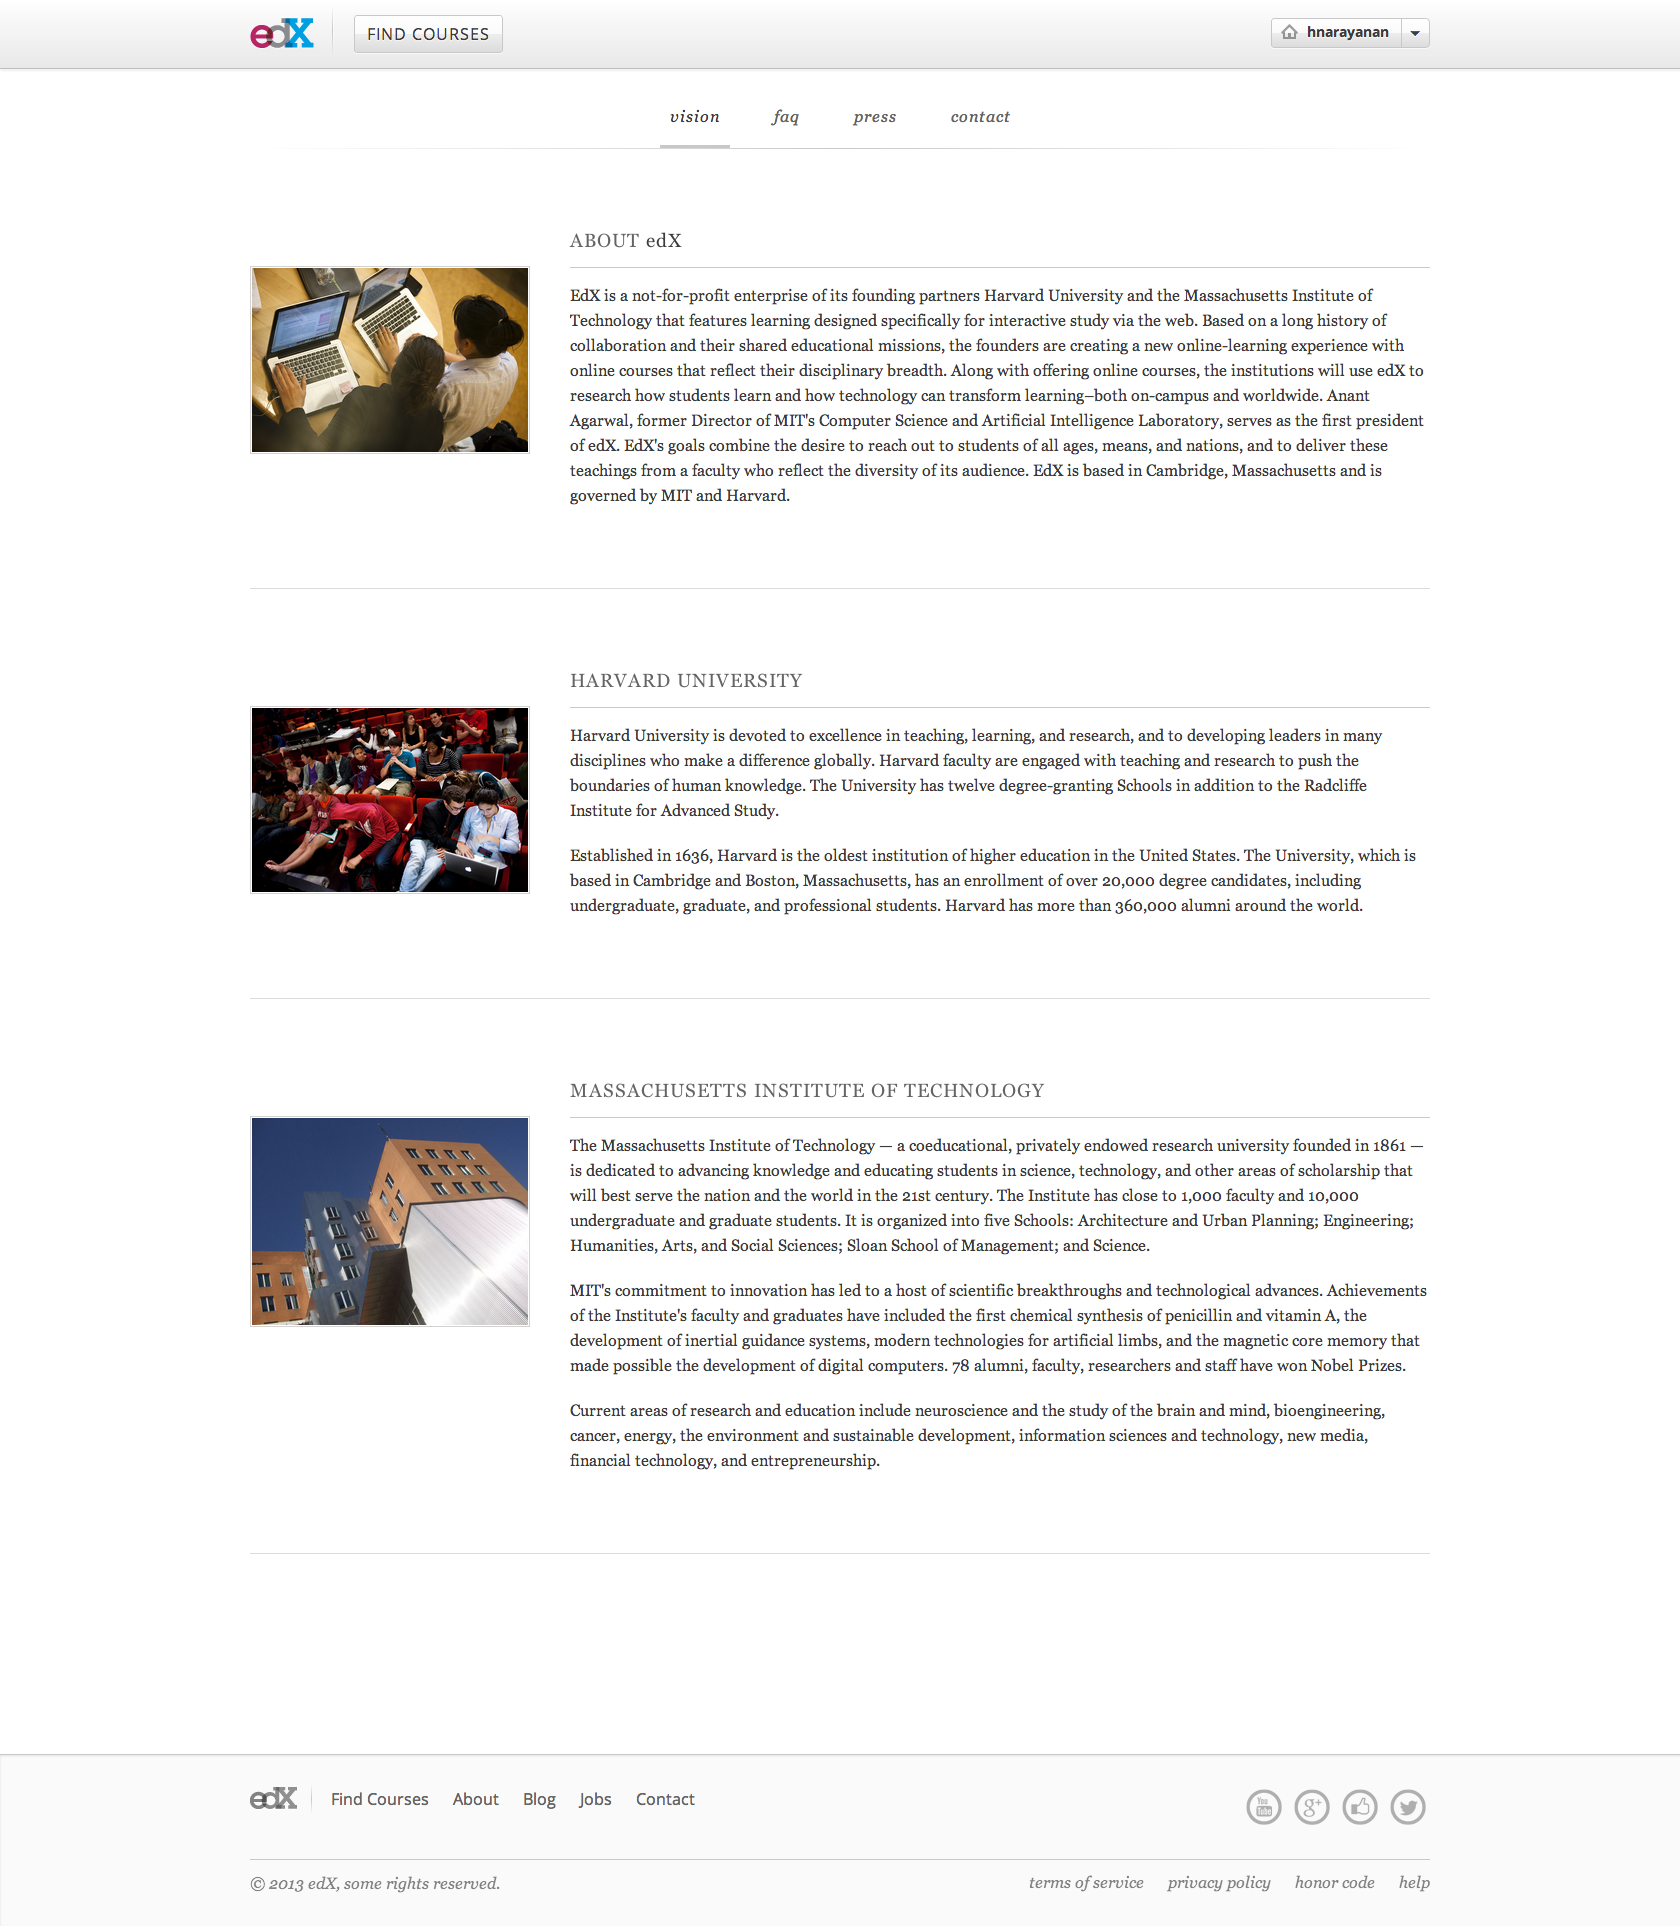 edX
FIND COURSES
hnarayanan
vision
faq
press
contact
ABOUT edX
EdX is a not-for-profit enterprise of its founding partners Harvard University and the Massachusetts Institute of
Technology that features learning designed specifically for interactive study via the web. Based on a long history of
collaboration and their shared educational missions, the founders are creating a new online-learning experience with
online courses that reflect their disciplinary breadth. Along with offering online courses, the institutions will use edX to
research how students learn and how technology can transform learning–both on-campus and worldwide. Anant
Agarwal, former Director of MIT's Computer Science and Artificial Intelligence Laboratory, serves as the first president
of edX. EdX's goals combine the desire to reach out to students of all ages, means, and nations, and to deliver these
teachings from a faculty who reflect the diversity of its audience. EdX is based in Cambridge, Massachusetts and is
governed by MIT and Harvard.
HARVARD UNIVERSITY
Harvard University is devoted to excellence in teaching, learning, and research, and to developing leaders in many
disciplines who make a difference globally. Harvard faculty are engaged with teaching and research to push the
boundaries of human knowledge. The University has twelve degree-granting Schools in addition to the Radcliffe
Institute for Advanced Study.
Established in 1636, Harvard is the oldest institution of higher education in the United States. The University, which is
based in Cambridge and Boston, Massachusetts, has an enrollment of over 20,000 degree candidates, including
undergraduate, graduate, and professional students. Harvard has more than 360,000 alumni around the world.
MASSACHUSETTS INSTITUTE OF TECHNOLOGY
The Massachusetts Institute of Technology — a coeducational, privately endowed research university founded in 1861 —
is dedicated to advancing knowledge and educating students in science, technology, and other areas of scholarship that
will best serve the nation and the world in the 21st century. The Institute has close to 1,000 faculty and 10,000
undergraduate and graduate students. It is organized into five Schools: Architecture and Urban Planning; Engineering;
Humanities, Arts, and Social Sciences; Sloan School of Management; and Science.
MIT's commitment to innovation has led to a host of scientific breakthroughs and technological advances. Achievements
of the Institute's faculty and graduates have included the first chemical synthesis of penicillin and vitamin A, the
development of inertial guidance systems, modern technologies for artificial limbs, and the magnetic core memory that
made possible the development of digital computers. 78 alumni, faculty, researchers and staff have won Nobel Prizes.
Current areas of research and education include neuroscience and the study of the brain and mind, bioengineering,
cancer, energy, the environment and sustainable development, information sciences and technology, new media,
financial technology, and entrepreneurship.
edX
Find Courses
About
Blog
Jobs
Contact
You Tube
g+
© 2013 edX, some rights reserved.
terms of service
privacy policy
honor code
help